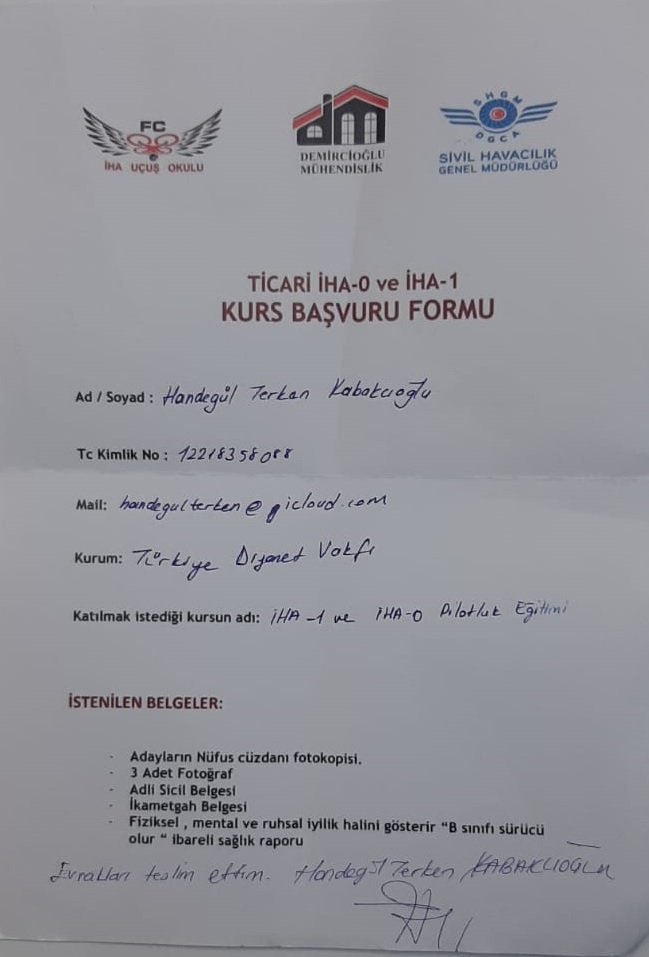 FC
İHA UÇUŞ OKULU
DEMİRCİOĞLU
MÜHENDİSLİK
SHGM
DGCA
SİVİL HAVACILIK
GENEL MÜDÜRLÜĞÜ
TİCARİ İHA-0 ve İHA-1
KURS BAŞVURU FORMU
Ad / Soyad : Handegül Terken Kabakcıoğlu
Tc Kimlik No : 12218358088
Mail: handegulterken@icloud.com
Kurum: Türkiye Diyanet Vakfı
Katılmak istediği kursun adı: İHA-1 ve İHA-0 Pilotluk Eğitimi
İSTENİLEN BELGELER:
- Adayların Nüfus cüzdanı fotokopisi.
- 3 Adet Fotoğraf
- Adli Sicil Belgesi
- İkametgah Belgesi
- Fiziksel , mental ve ruhsal iyilik halini gösterir “B sınıfı sürücü
olur “ ibareli sağlık raporu
Evrakları teslim ettim. Handegül Terken KABAKCIOĞLU